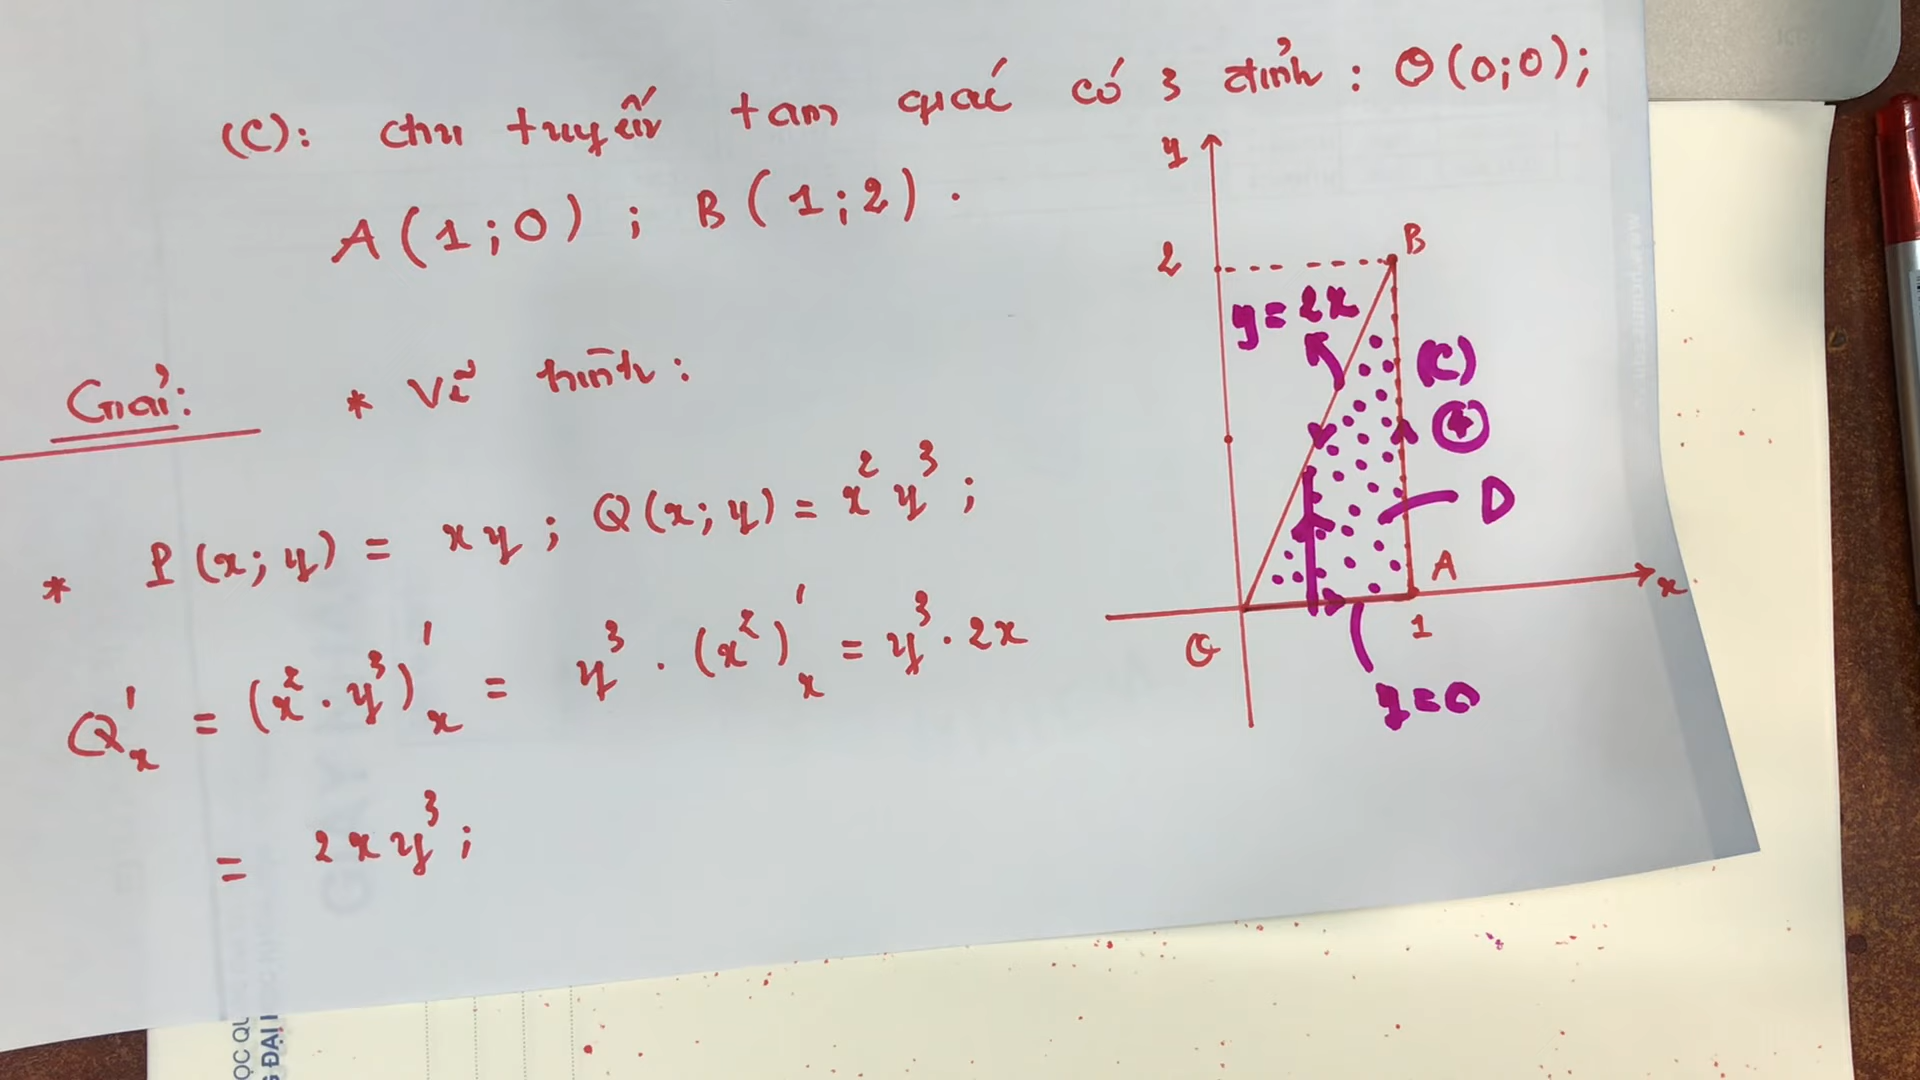 (C): chu tuyến tam giác có 3 đỉnh : O(0;0);
A(1;0) ; B(1;2) .
Giải: * Vẽ hình :
* P(x;y) = xy ; Q(x;y) = x²y³ ;
Q'x = (x² . y³)'x = y³ . (x²)'x = y³ . 2x
= 2xy³ ;
y
2
B
y = 2x
(C)
+
D
A
x
O
1
y = 0